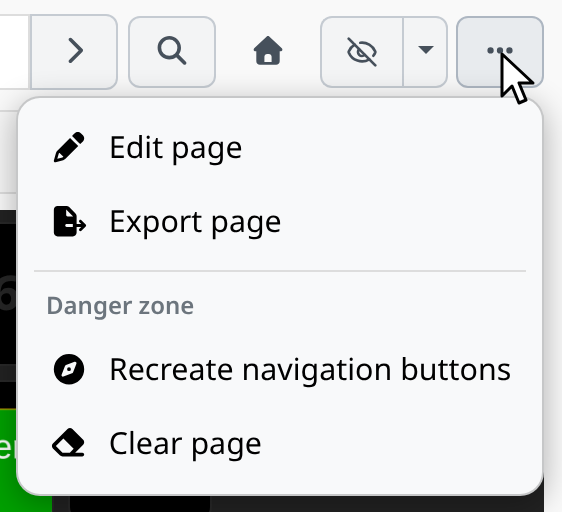 Edit page
Export page
Danger zone
Recreate navigation buttons
Clear page